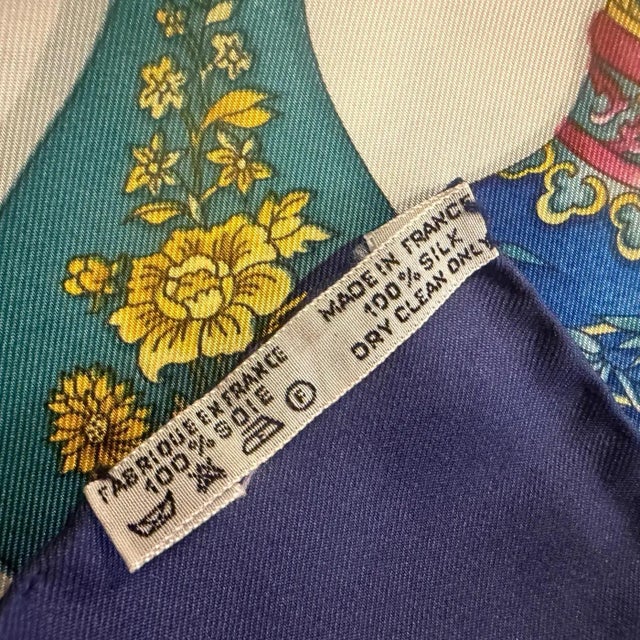 FABRIQUE EN FRANCE
100% SOIE
F
MADE IN FRANCE
100% SILK
DRY CLEAN ONLY